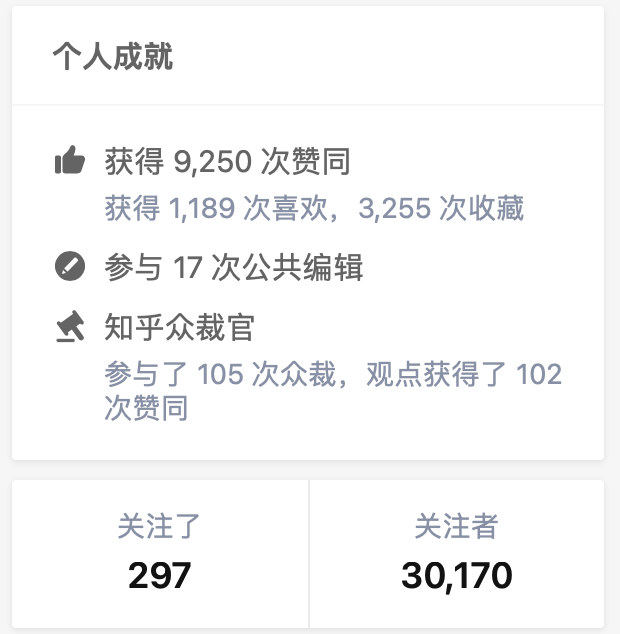 个人成就
获得 9,250 次赞同
获得 1,189 次喜欢，3,255 次收藏
参与 17 次公共编辑
知乎众裁官
参与了 105 次众裁，观点获得了 102
次赞同
关注了
关注者
297
30,170